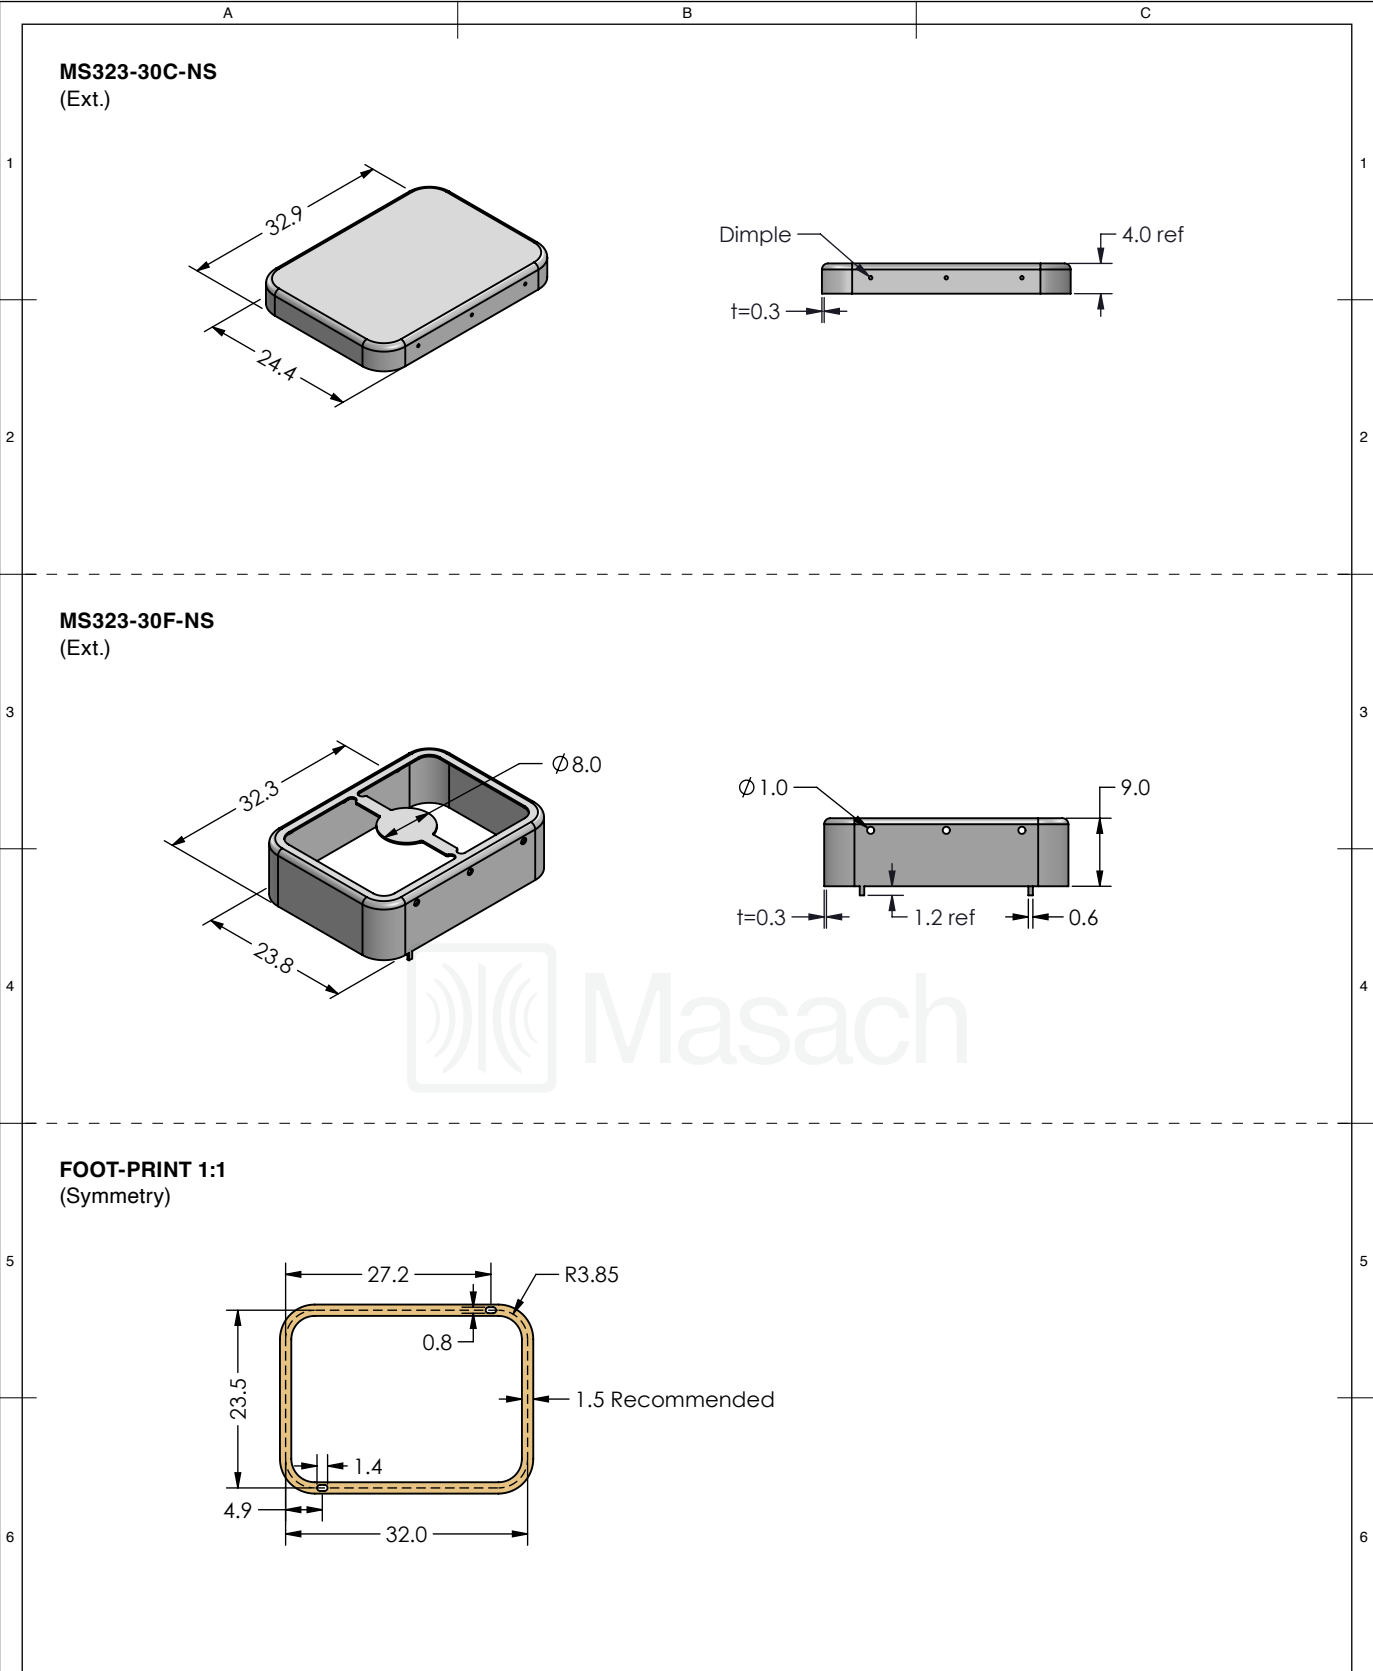 A B C
MS323-30C-NS
(Ext.)
1 1
32.9
24.4
Dimple
4.0 ref
t=0.3
2 2
MS323-30F-NS
(Ext.)
3 3
32.3
Ø8.0
23.8
Ø1.0
9.0
t=0.3
1.2 ref
0.6
Masach
4 4
FOOT-PRINT 1:1
(Symmetry)
5 5
27.2
R3.85
0.8
23.5
1.5 Recommended
1.4
4.9
32.0
6 6